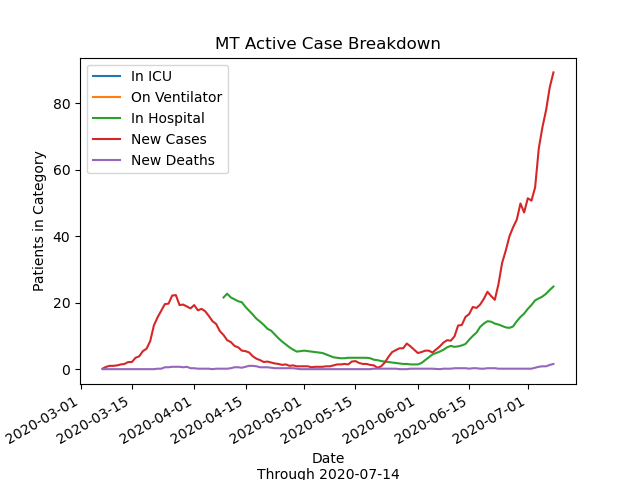 MT Active Case Breakdown
In ICU
On Ventilator
In Hospital
New Cases
New Deaths
Patients in Category
80
60
40
20
0
2020-03-01
2020-03-15
2020-04-01
2020-04-15
2020-05-01
2020-05-15
2020-06-01
2020-06-15
2020-07-01
Date
Through 2020-07-14